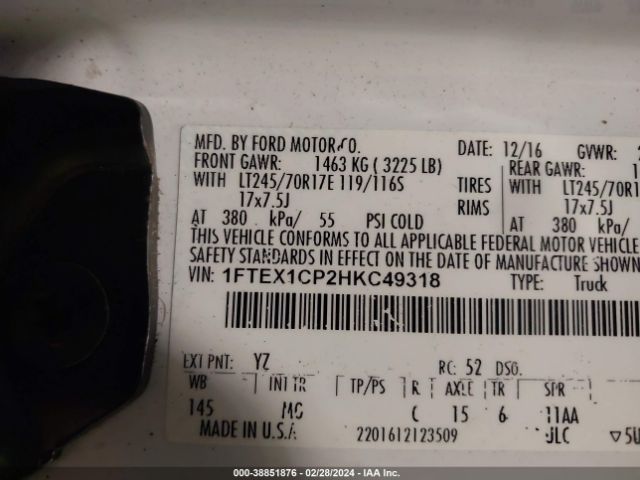 MFD. BY FORD MOTOR CO. DATE: 12/16 GVWR:
FRONT GAWR: 1463 KG ( 3225 LB) REAR GAWR:
WITH LT245/70R17E 119/116S TIRES WITH LT245/70R1
17x7.5J RIMS 17x7.5J
AT 380 kPa/ 55 PSI COLD AT 380 kPa/
THIS VEHICLE CONFORMS TO ALL APPLICABLE FEDERAL MOTOR VEHICLE
SAFETY STANDARDS IN EFFECT ON THE DATE OF MANUFACTURE SHOWN
VIN: 1FTEX1CP2HKC49318 TYPE: Truck
EXT PNT: YZ RC: 52 DSO:
WB INT TR TP/PS R AXLE TR SPR
145 15 6 11AA
MADE IN U.S.A 2201612123509 5U
000-38851876 - 02/28/2024 - IAA Inc.